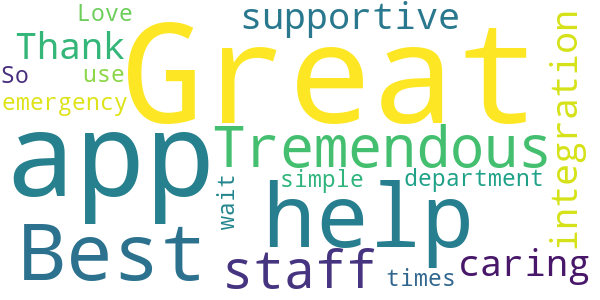 Love
supportive
Thank
Great
So
use
emergency
integration
app
Tremendous
simple
department
wait
help
Best
staff
times
caring